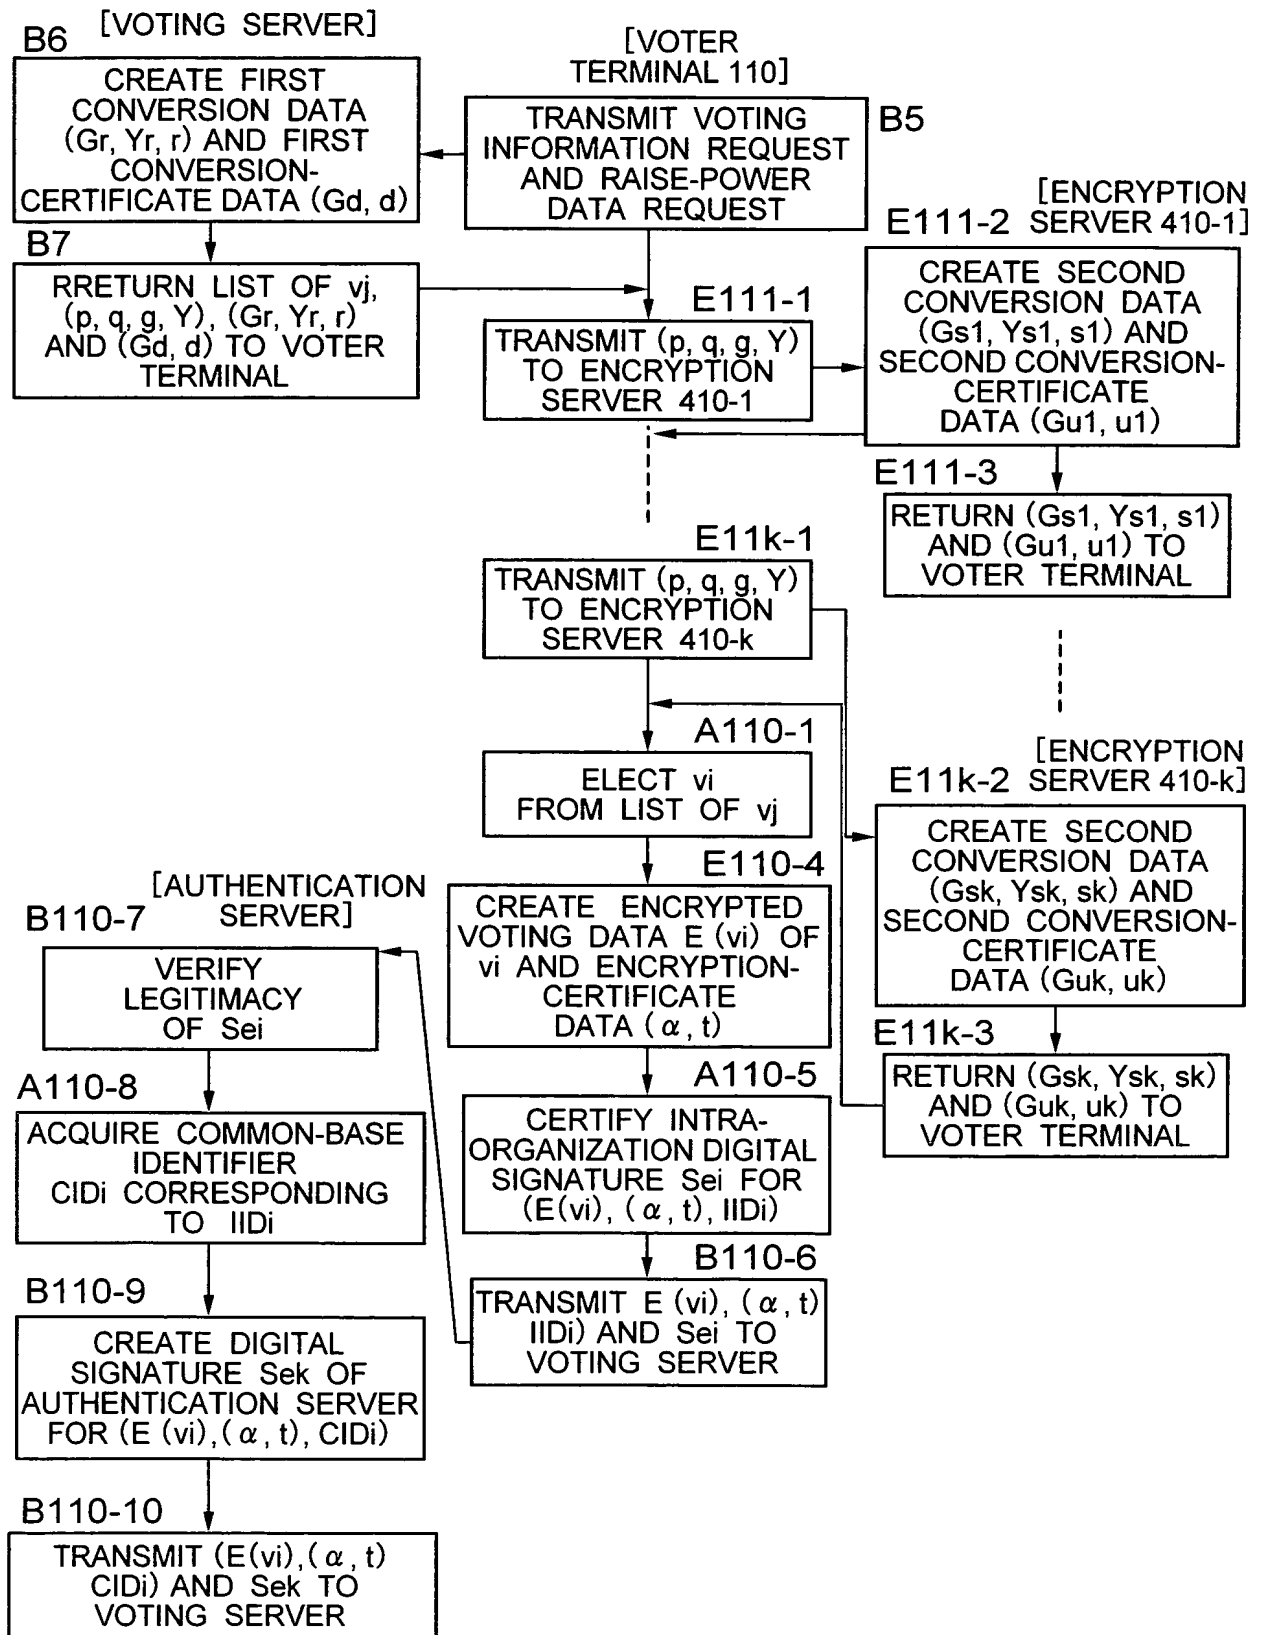 [VOTING SERVER]
B6
CREATE FIRST
CONVERSION DATA
(Gr, Yr, r) AND FIRST
CONVERSION-
CERTIFICATE DATA (Gd, d)
B7
RRETURN LIST OF vj,
(p, q, g, Y), (Gr, Yr, r)
AND (Gd, d) TO VOTER
TERMINAL
[VOTER
TERMINAL 110]
B5
TRANSMIT VOTING
INFORMATION REQUEST
AND RAISE-POWER
DATA REQUEST
E111-1
TRANSMIT (p, q, g, Y)
TO ENCRYPTION
SERVER 410-1
[ENCRYPTION
SERVER 410-1]
E111-2
CREATE SECOND
CONVERSION DATA
(Gs1, Ys1, s1) AND
SECOND CONVERSION-
CERTIFICATE
DATA (Gu1, u1)
E111-3
RETURN (Gs1, Ys1, s1)
AND (Gu1, u1) TO
VOTER TERMINAL
E11k-1
TRANSMIT (p, q, g, Y)
TO ENCRYPTION
SERVER 410-k
A110-1
ELECT vi
FROM LIST OF vj
[ENCRYPTION
SERVER 410-k]
E11k-2
CREATE SECOND
CONVERSION DATA
(Gsk, Ysk, sk) AND
SECOND CONVERSION-
CERTIFICATE
DATA (Guk, uk)
E11k-3
RETURN (Gsk, Ysk, sk)
AND (Guk, uk) TO
VOTER TERMINAL
E110-4
CREATE ENCRYPTED
VOTING DATA E (vi) OF
vi AND ENCRYPTION-
CERTIFICATE
DATA (α, t)
A110-5
CERTIFY INTRA-
ORGANIZATION DIGITAL
SIGNATURE Sei FOR
(E(vi), (α, t), IIDi)
B110-6
TRANSMIT E (vi), (α, t)
IIDi) AND Sei TO
VOTING SERVER
[AUTHENTICATION
SERVER]
B110-7
VERIFY
LEGITIMACY
OF Sei
A110-8
ACQUIRE COMMON-BASE
IDENTIFIER
CIDi CORRESPONDING
TO IIDi
B110-9
CREATE DIGITAL
SIGNATURE Sek OF
AUTHENTICATION SERVER
FOR (E (vi),(α, t), CIDi)
B110-10
TRANSMIT (E(vi),(α, t)
CIDi) AND Sek TO
VOTING SERVER